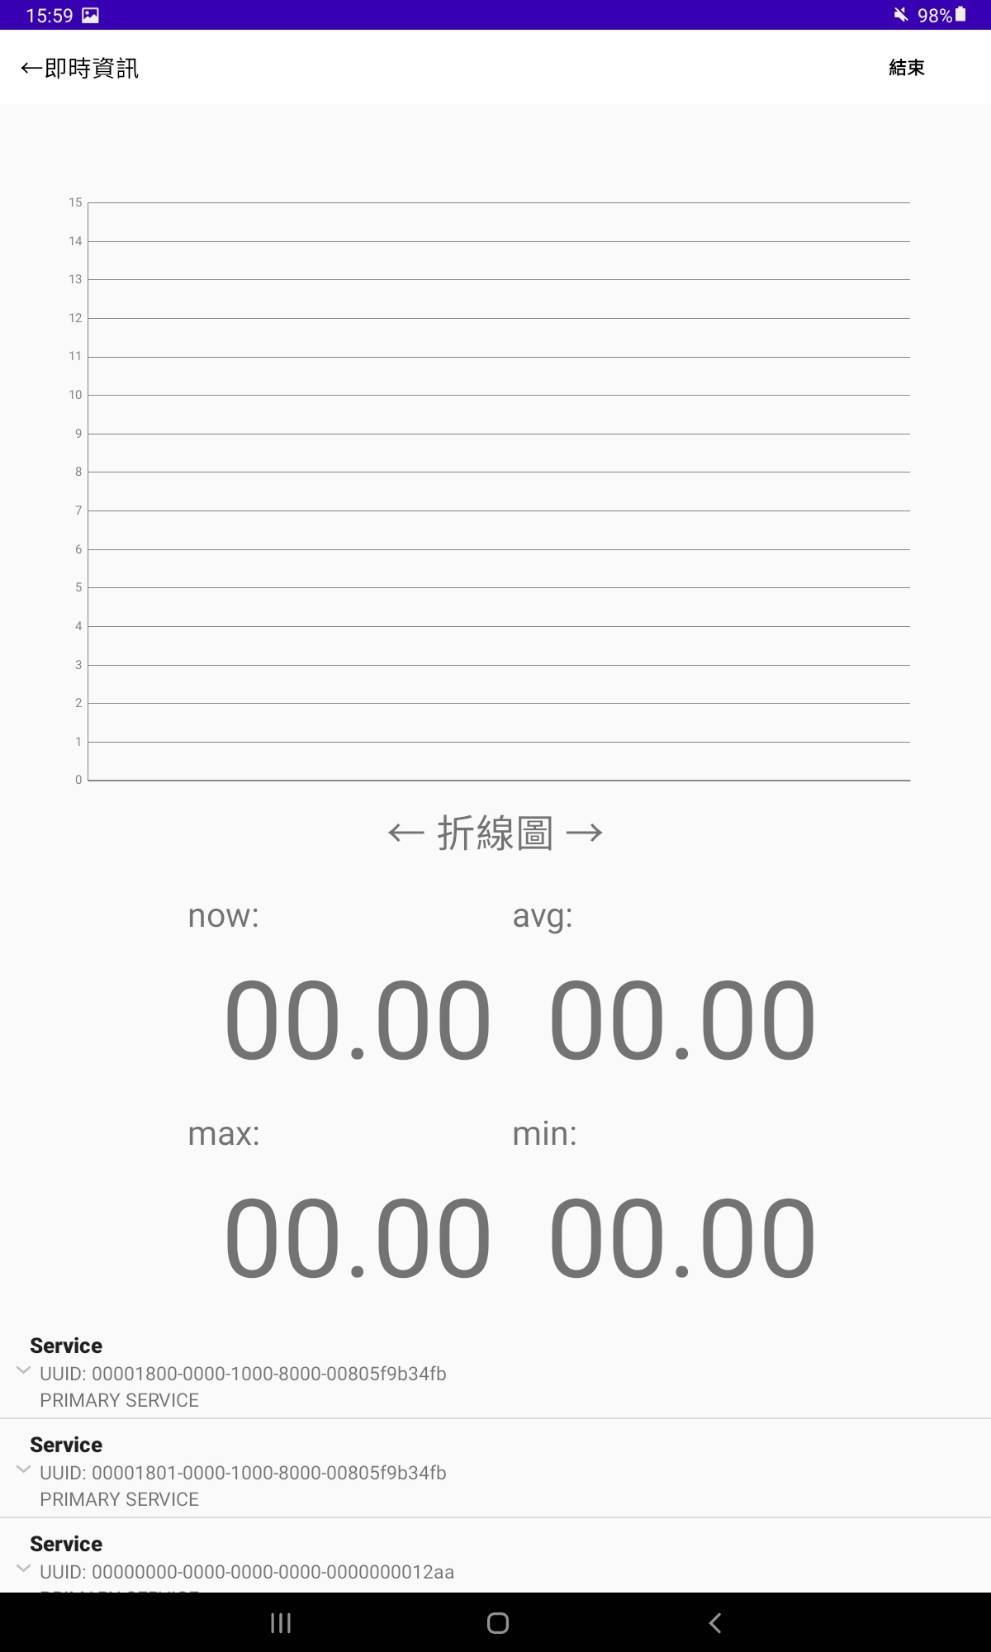 15:59 98%
←即時資訊 結束
15
14
13
12
11
10
9
8
7
6
5
4
3
2
1
0
← 折線圖 →
now: avg:
00.00 00.00
max: min:
00.00 00.00
Service
UUID: 00001800-0000-1000-8000-00805f9b34fb
PRIMARY SERVICE
Service
UUID: 00001801-0000-1000-8000-00805f9b34fb
PRIMARY SERVICE
Service
UUID: 00000000-0000-0000-0000-0000000012aa